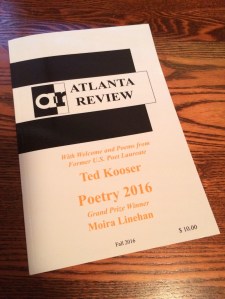 ar
ATLANTA
REVIEW
With Welcome and Poems from
Former U.S. Poet Laureate
Ted Kooser
Poetry 2016
Grand Prize Winner
Moira Linehan
Fall 2016
$ 10.00